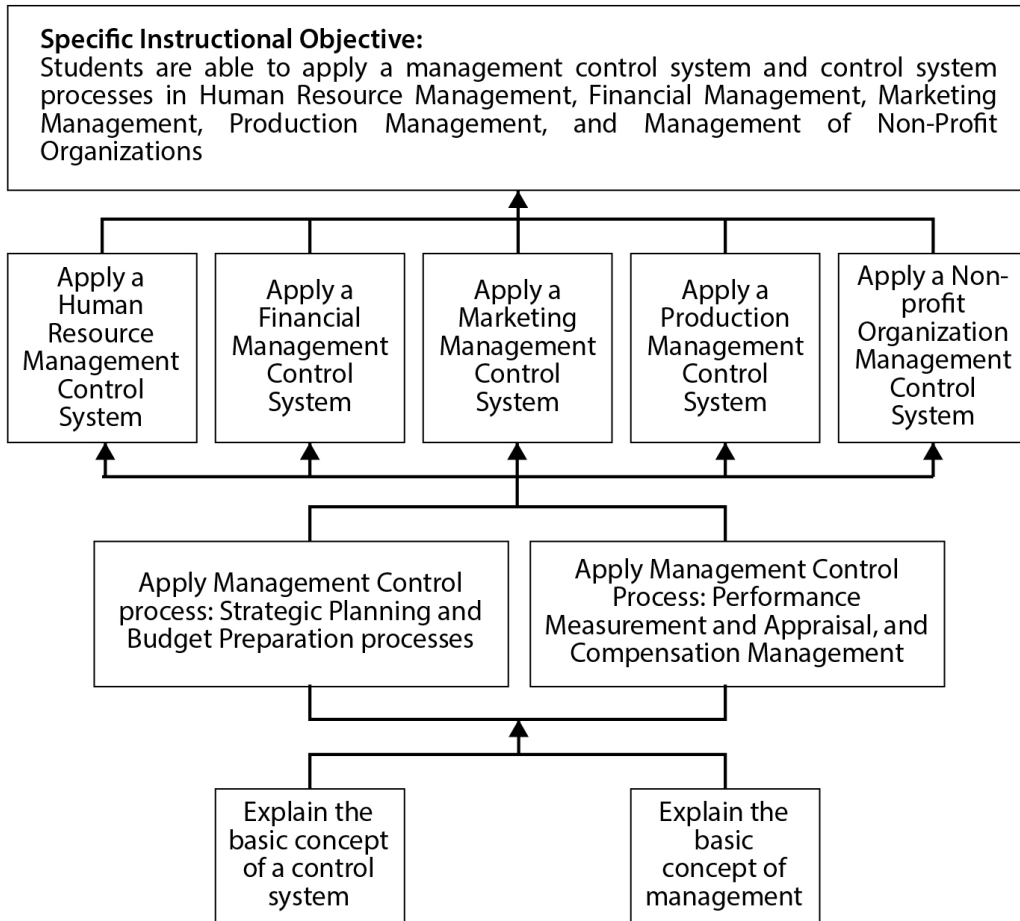 Specific Instructional Objective:
Students are able to apply a management control system and control system
processes in Human Resource Management, Financial Management, Marketing
Management, Production Management, and Management of Non-Profit
Organizations
Apply a
Human
Resource
Management
Control
System
Apply a
Financial
Management
Control
System
Apply a
Marketing
Management
Control
System
Apply a
Production
Management
Control
System
Apply a Non-
profit
Organization
Management
Control
System
Apply Management Control
process: Strategic Planning and
Budget Preparation processes
Apply Management Control
Process: Performance
Measurement and Appraisal, and
Compensation Management
Explain the
basic concept
of a control
system
Explain the
basic
concept of
management